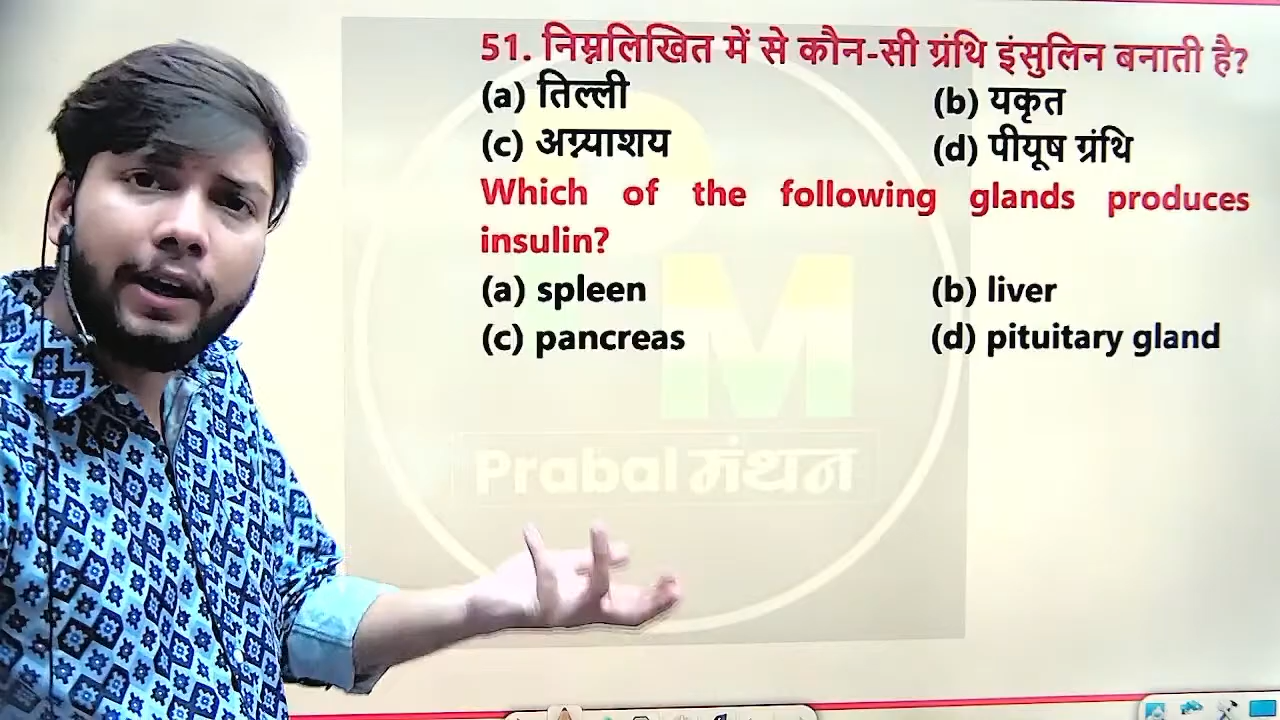 51. निम्नलिखित में से कौन-सी ग्रंथि इंसुलिन बनाती है?
(a) तिल्ली (b) यकृत
(c) अग्न्याशय (d) पीयूष ग्रंथि
Which of the following glands produces
insulin?
(a) spleen (b) liver
(c) pancreas (d) pituitary gland
M
Prabal मंथन